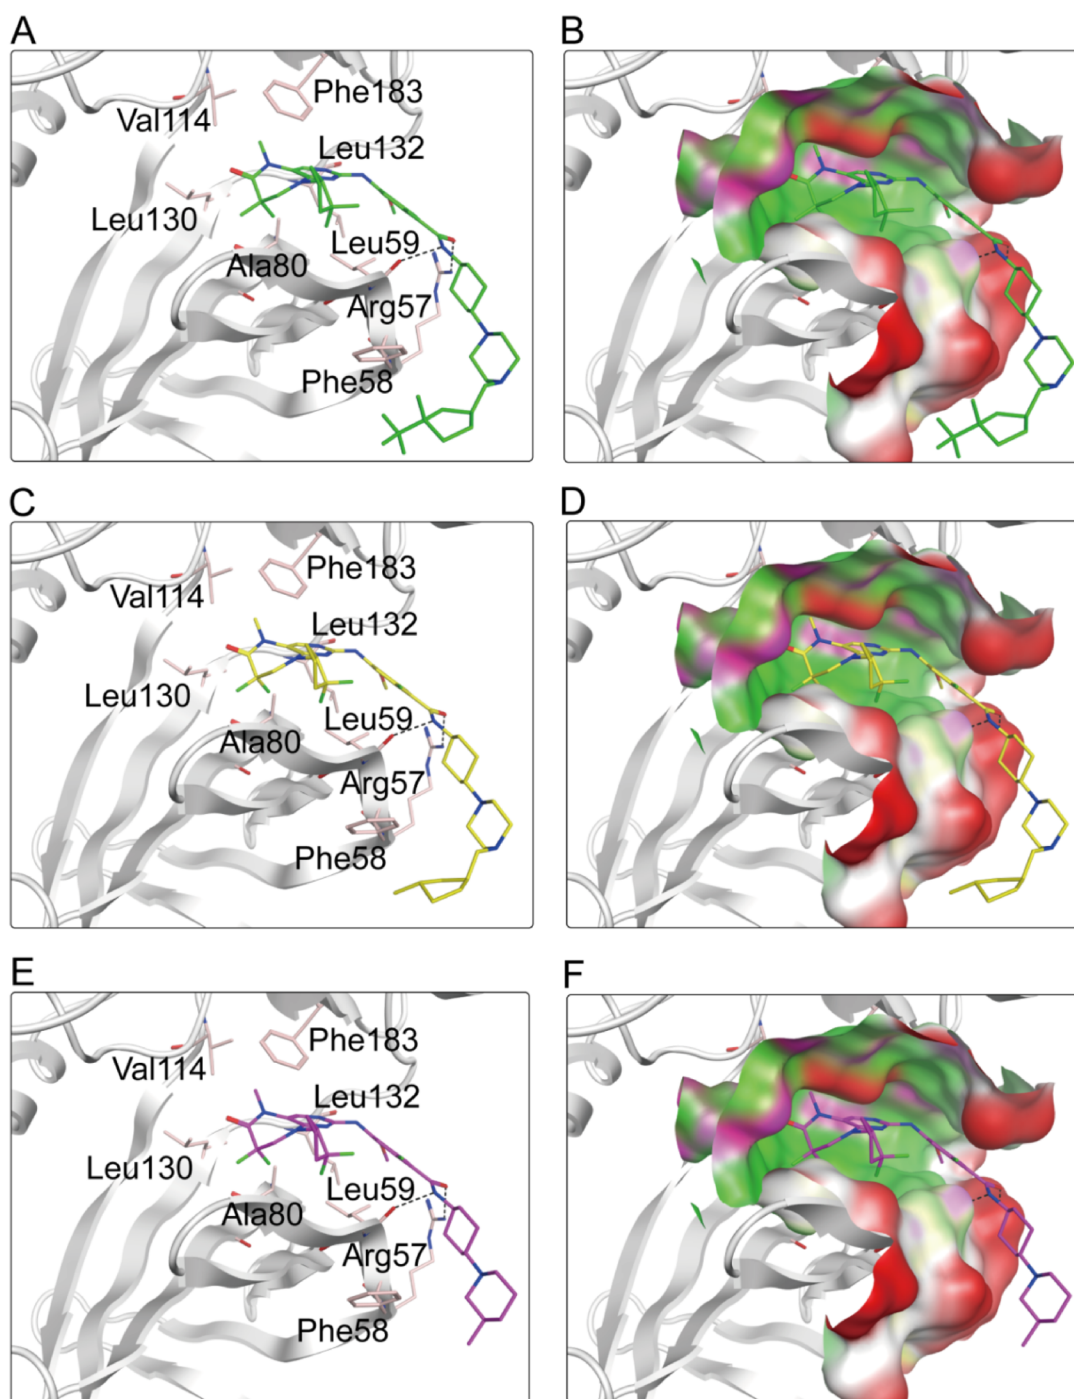 A
B
Phe183
Val114
Leu132
Leu130
Leu59
Ala80
Arg57
Phe58
C
D
Phe183
Val114
Leu132
Leu130
Leu59
Ala80
Arg57
Phe58
E
F
Phe183
Val114
Leu132
Leu130
Leu59
Ala80
Arg57
Phe58